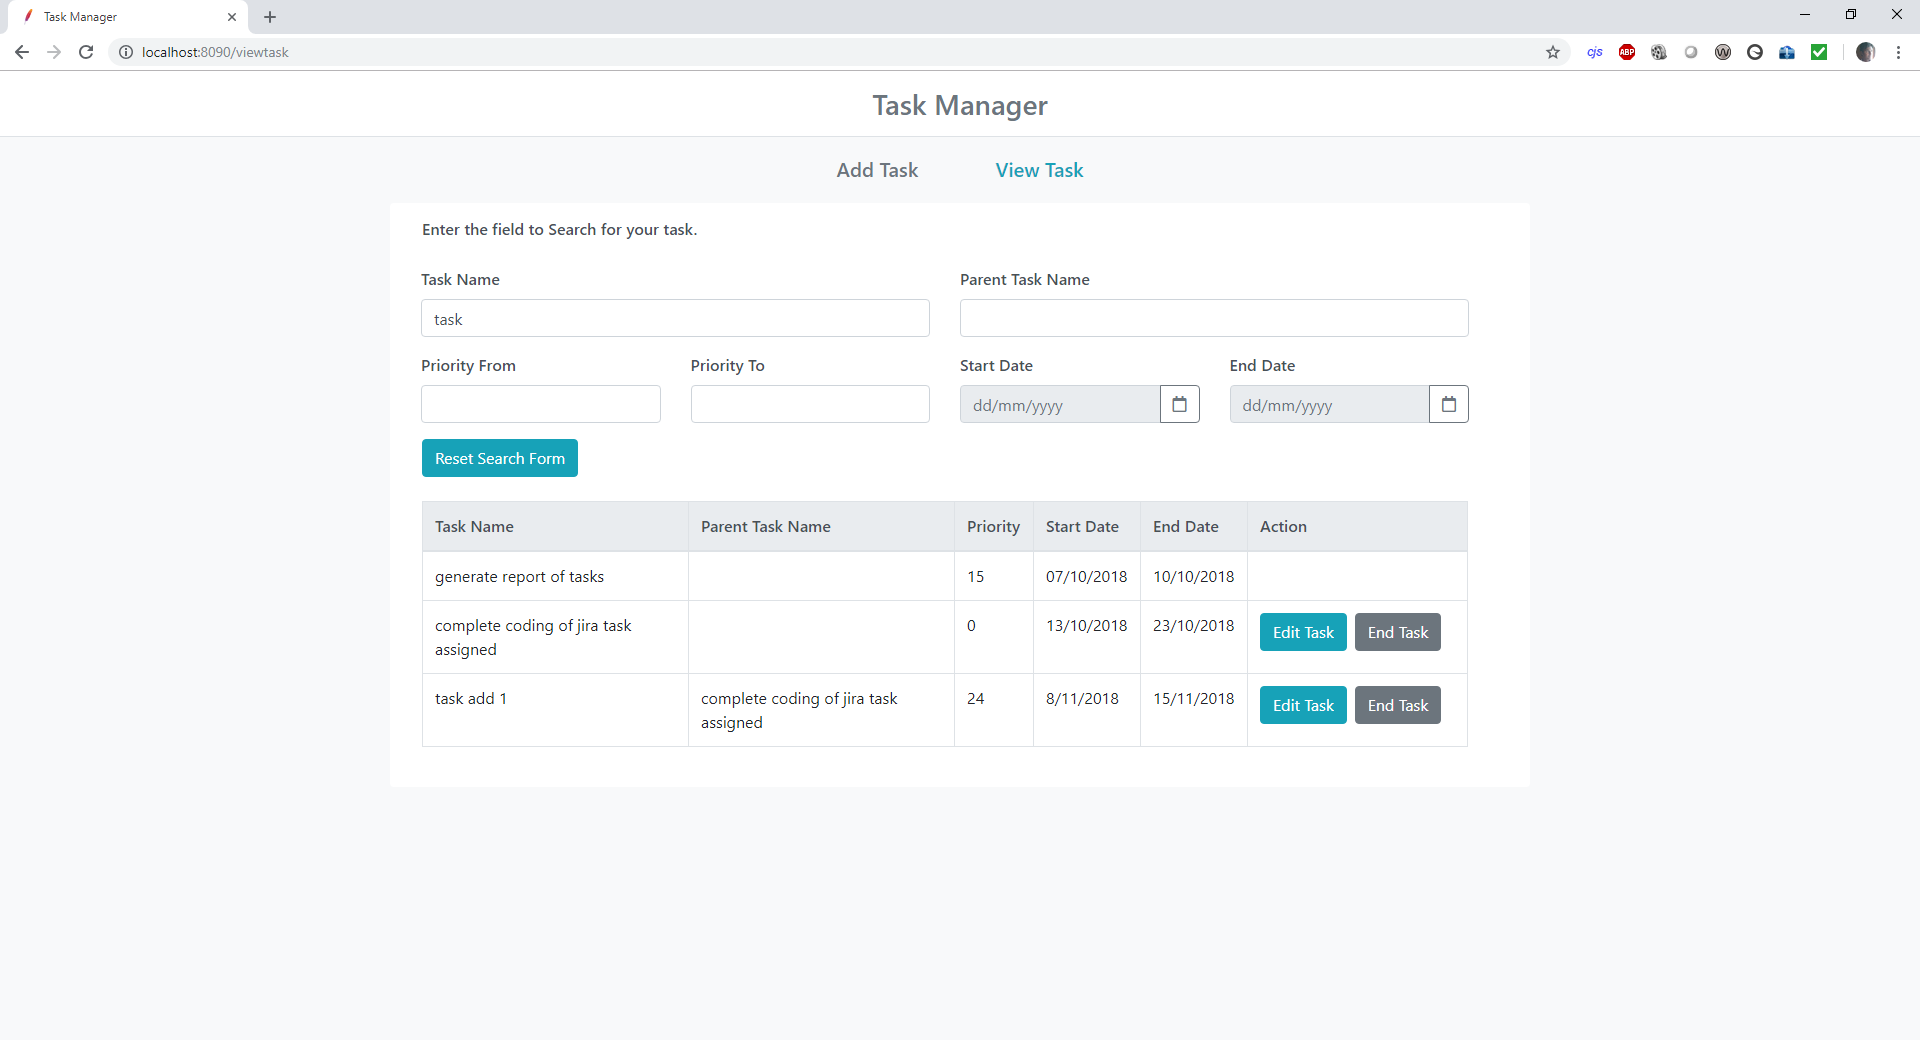 Task Manager
localhost:8090/viewtask
cjs
ABP
Task Manager
Add Task
View Task
Enter the field to Search for your task.
Task Name
Parent Task Name
task
Priority From
Priority To
Start Date
End Date
dd/mm/yyyy
dd/mm/yyyy
Reset Search Form
Task Name Parent Task Name Priority Start Date End Date Action
generate report of tasks 15 07/10/2018 10/10/2018
complete coding of jira task 0 13/10/2018 23/10/2018 Edit Task End Task
assigned
task add 1 complete coding of jira task 24 8/11/2018 15/11/2018 Edit Task End Task
assigned